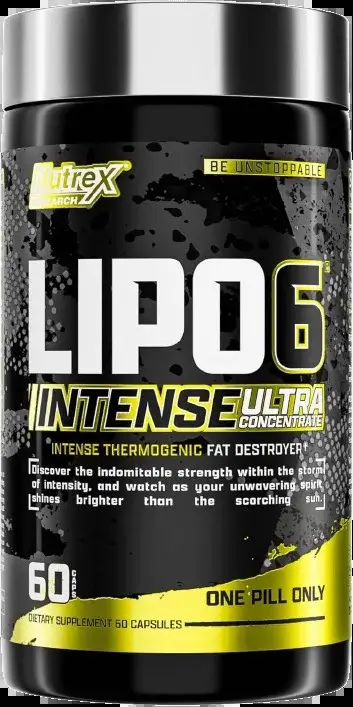 Nutrex
RESEARCH
BE UNSTOPPABLE
LIPO6
INTENSE ULTRA
CONCENTRATE
INTENSE THERMOGENIC FAT DESTROYER†
Discover the indomitable strength within the storm
of intensity, and watch as your unwavering spirit
shines brighter than the scorching sun.
60 CAPS
ONE PILL ONLY
DIETARY SUPPLEMENT 60 CAPSULES